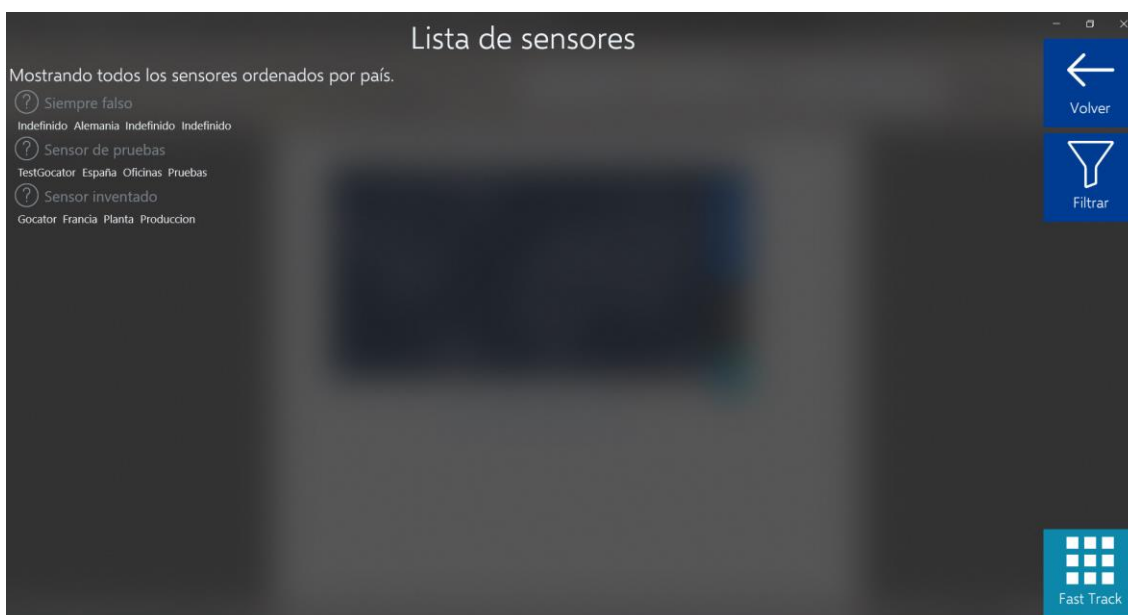 Lista de sensores
Mostrando todos los sensores ordenados por país.
Siempre falso
Indefinido Alemania Indefinido Indefinido
Sensor de pruebas
TestGocator España Oficinas Pruebas
Sensor inventado
Gocator Francia Planta Produccion
Volver
Filtrar
Fast Track